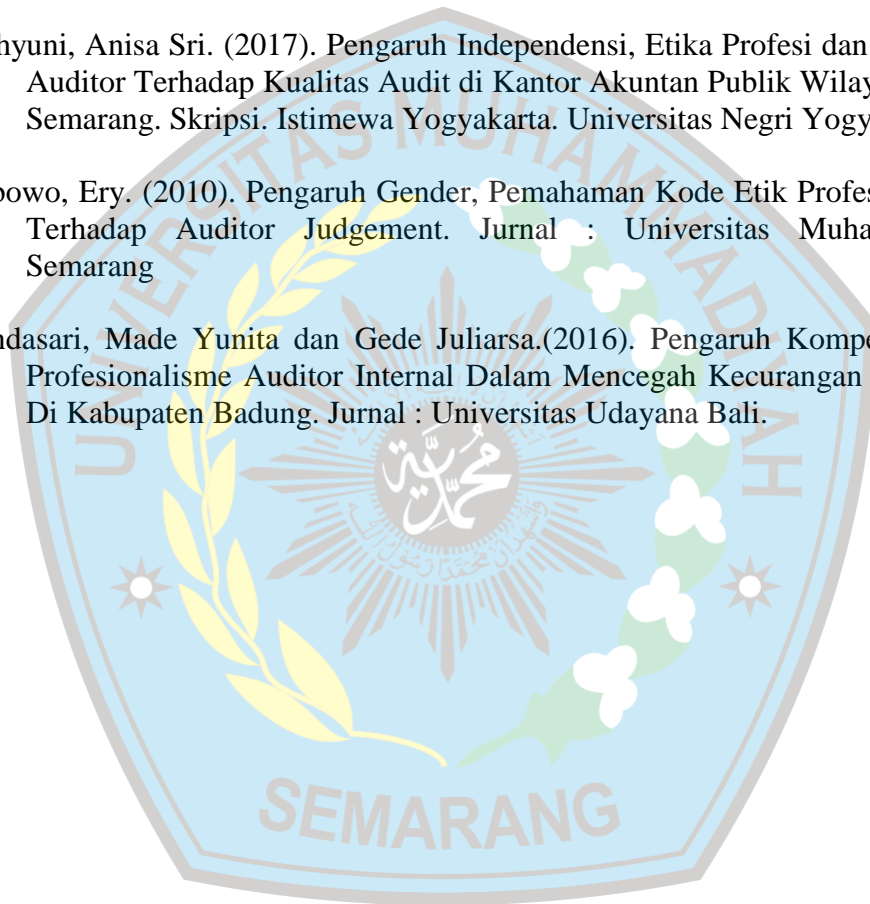 hyuni, Anisa Sri. (2017). Pengaruh Independensi, Etika Profesi dan
Auditor Terhadap Kualitas Audit di Kantor Akuntan Publik Wilay
Semarang. Skripsi. Istimewa Yogyakarta. Universitas Negri Yogy
bowo, Ery. (2010). Pengaruh Gender, Pemahaman Kode Etik Profes
Terhadap Auditor Judgement. Jurnal : Universitas Muha
Semarang
ndasari, Made Yunita dan Gede Juliarsa.(2016). Pengaruh Kompe
Profesionalisme Auditor Internal Dalam Mencegah Kecurangan
Di Kabupaten Badung. Jurnal : Universitas Udayana Bali.
UNIVERSITAS MUHAMMADIYAH
محمدية
SEMARANG